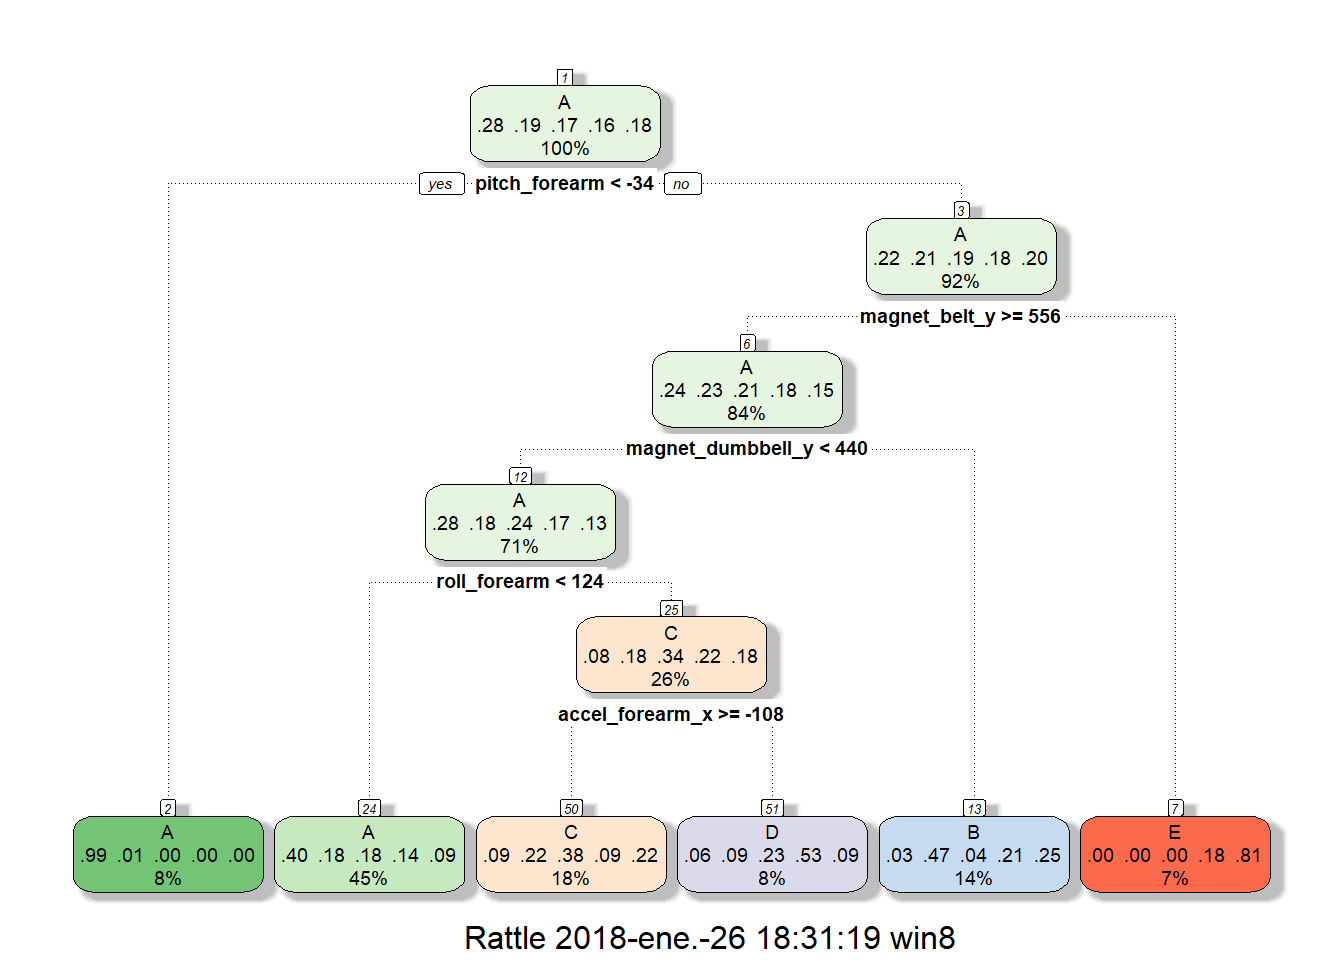 1
A
.28 .19 .17 .16 .18
100%
yes pitch_forearm < -34 no
3
A
.22 .21 .19 .18 .20
92%
magnet_belt_y >= 556
6
A
.24 .23 .21 .18 .15
84%
magnet_dumbbell_y < 440
12
A
.28 .18 .24 .17 .13
71%
roll_forearm < 124
25
C
.08 .18 .34 .22 .18
26%
accel_forearm_x >= -108
2
A
.99 .01 .00 .00 .00
8%
24
A
.40 .18 .18 .14 .09
45%
50
C
.09 .22 .38 .09 .22
18%
51
D
.06 .09 .23 .53 .09
8%
13
B
.03 .47 .04 .21 .25
14%
7
E
.00 .00 .00 .18 .81
7%
Rattle 2018-ene.-26 18:31:19 win8